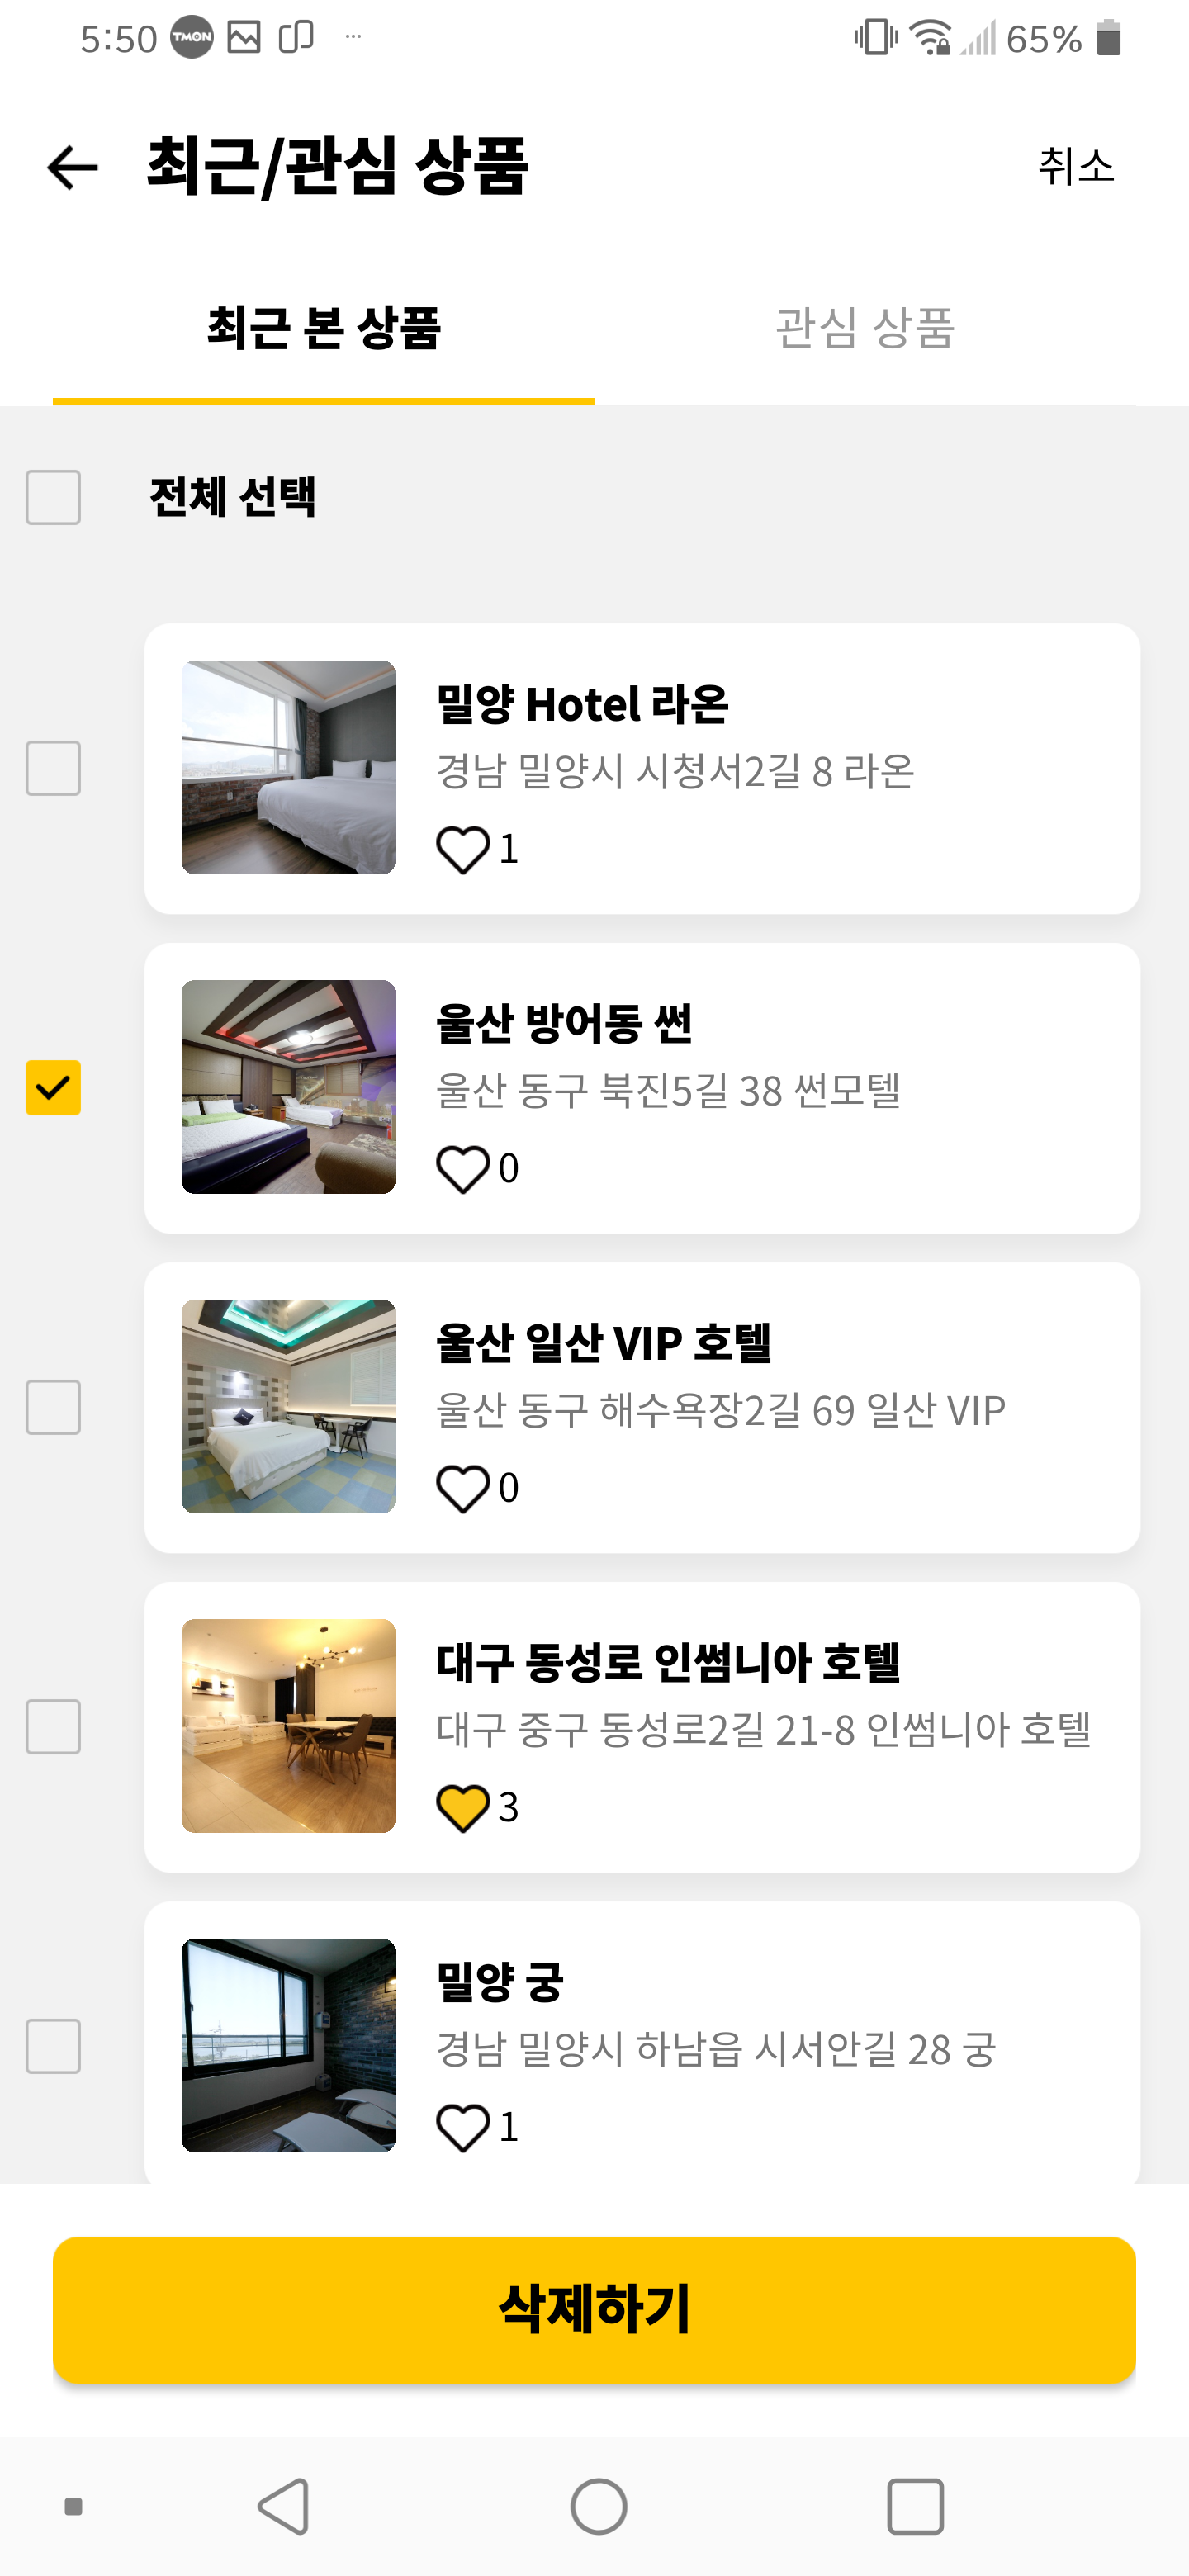 5:50 TMON ... 65%
최근/관심 상품 취소
최근 본 상품 관심 상품
전체 선택
밀양 Hotel 라온
경남 밀양시 시청서2길 8 라온
1
울산 방어동 썬
울산 동구 북진5길 38 썬모텔
0
울산 일산 VIP 호텔
울산 동구 해수욕장2길 69 일산 VIP
0
대구 동성로 인썸니아 호텔
대구 중구 동성로2길 21-8 인썸니아 호텔
3
밀양 궁
경남 밀양시 하남읍 시서안길 28 궁
1
삭제하기